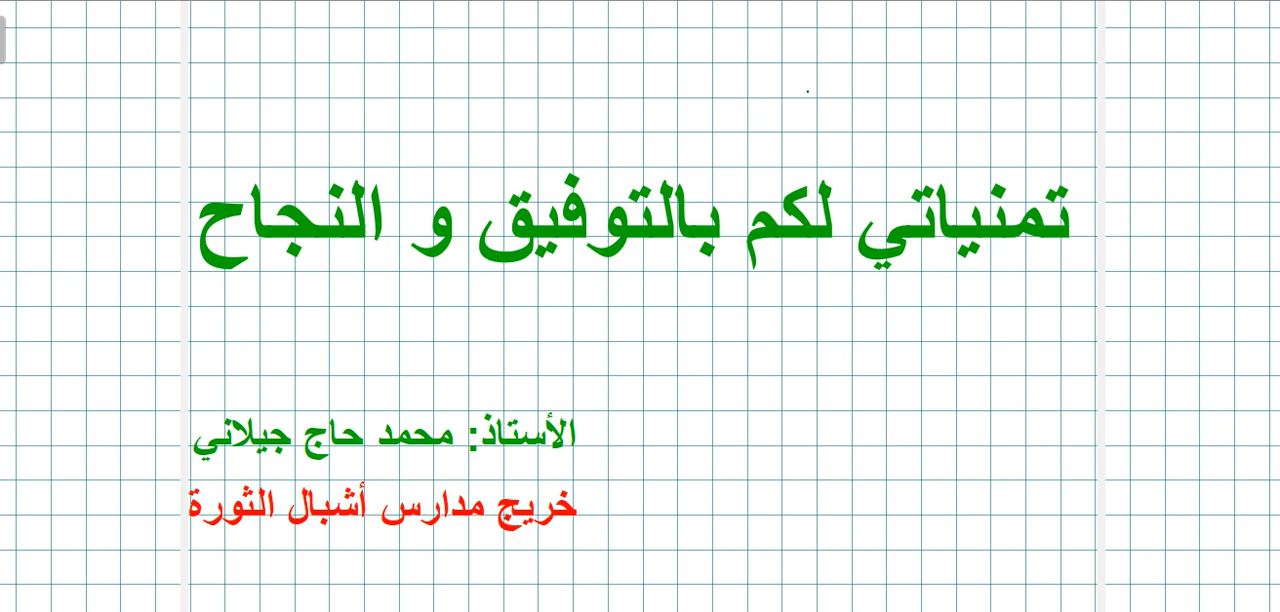 تمنياتي لكم بالتوفيق و النجاح
الأستاذ: محمد حاج جيلاني
خريج مدارس أشبال الثورة